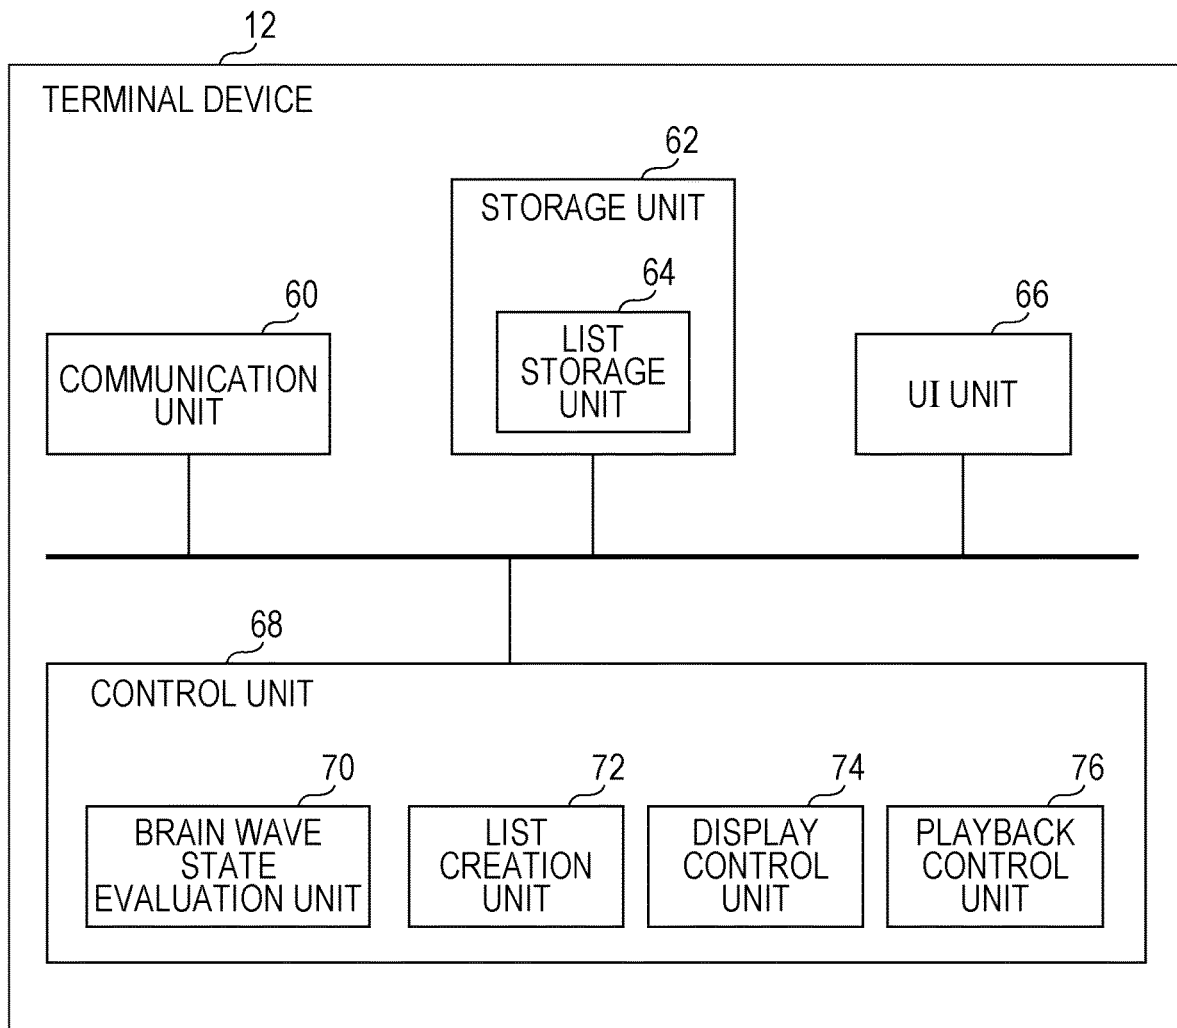 12
TERMINAL DEVICE
62
STORAGE UNIT
64
LIST
STORAGE
UNIT
60
COMMUNICATION
UNIT
66
UI UNIT
68
CONTROL UNIT
70
BRAIN WAVE
STATE
EVALUATION UNIT
72
LIST
CREATION
UNIT
74
DISPLAY
CONTROL
UNIT
76
PLAYBACK
CONTROL
UNIT